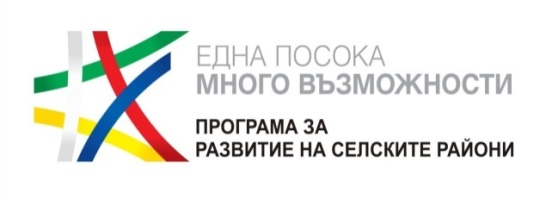 ЕДНА ПОСОКА
МНОГО ВЪЗМОЖНОСТИ
ПРОГРАМА ЗА
РАЗВИТИЕ НА СЕЛСКИТЕ РАЙОНИ